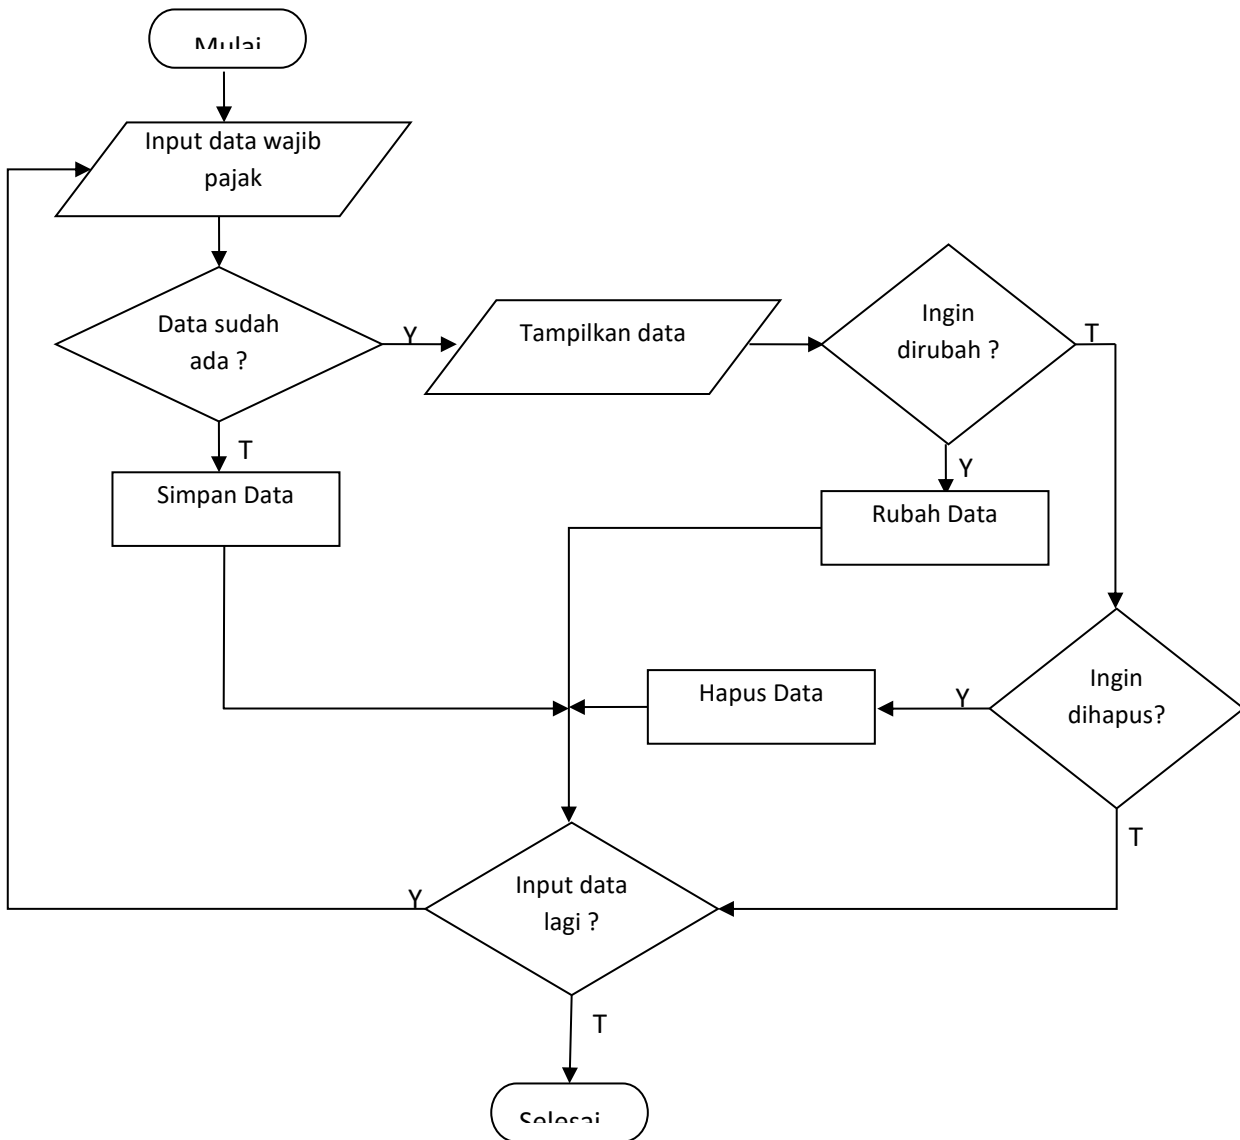 Mulai
Input data wajib
pajak
Data sudah
ada ?
Y
Tampilkan data
Ingin
dirubah ?
T
T
Y
Simpan Data
Rubah Data
Ingin
dihapus?
Y
Hapus Data
T
Input data
lagi ?
Y
T
Selesai